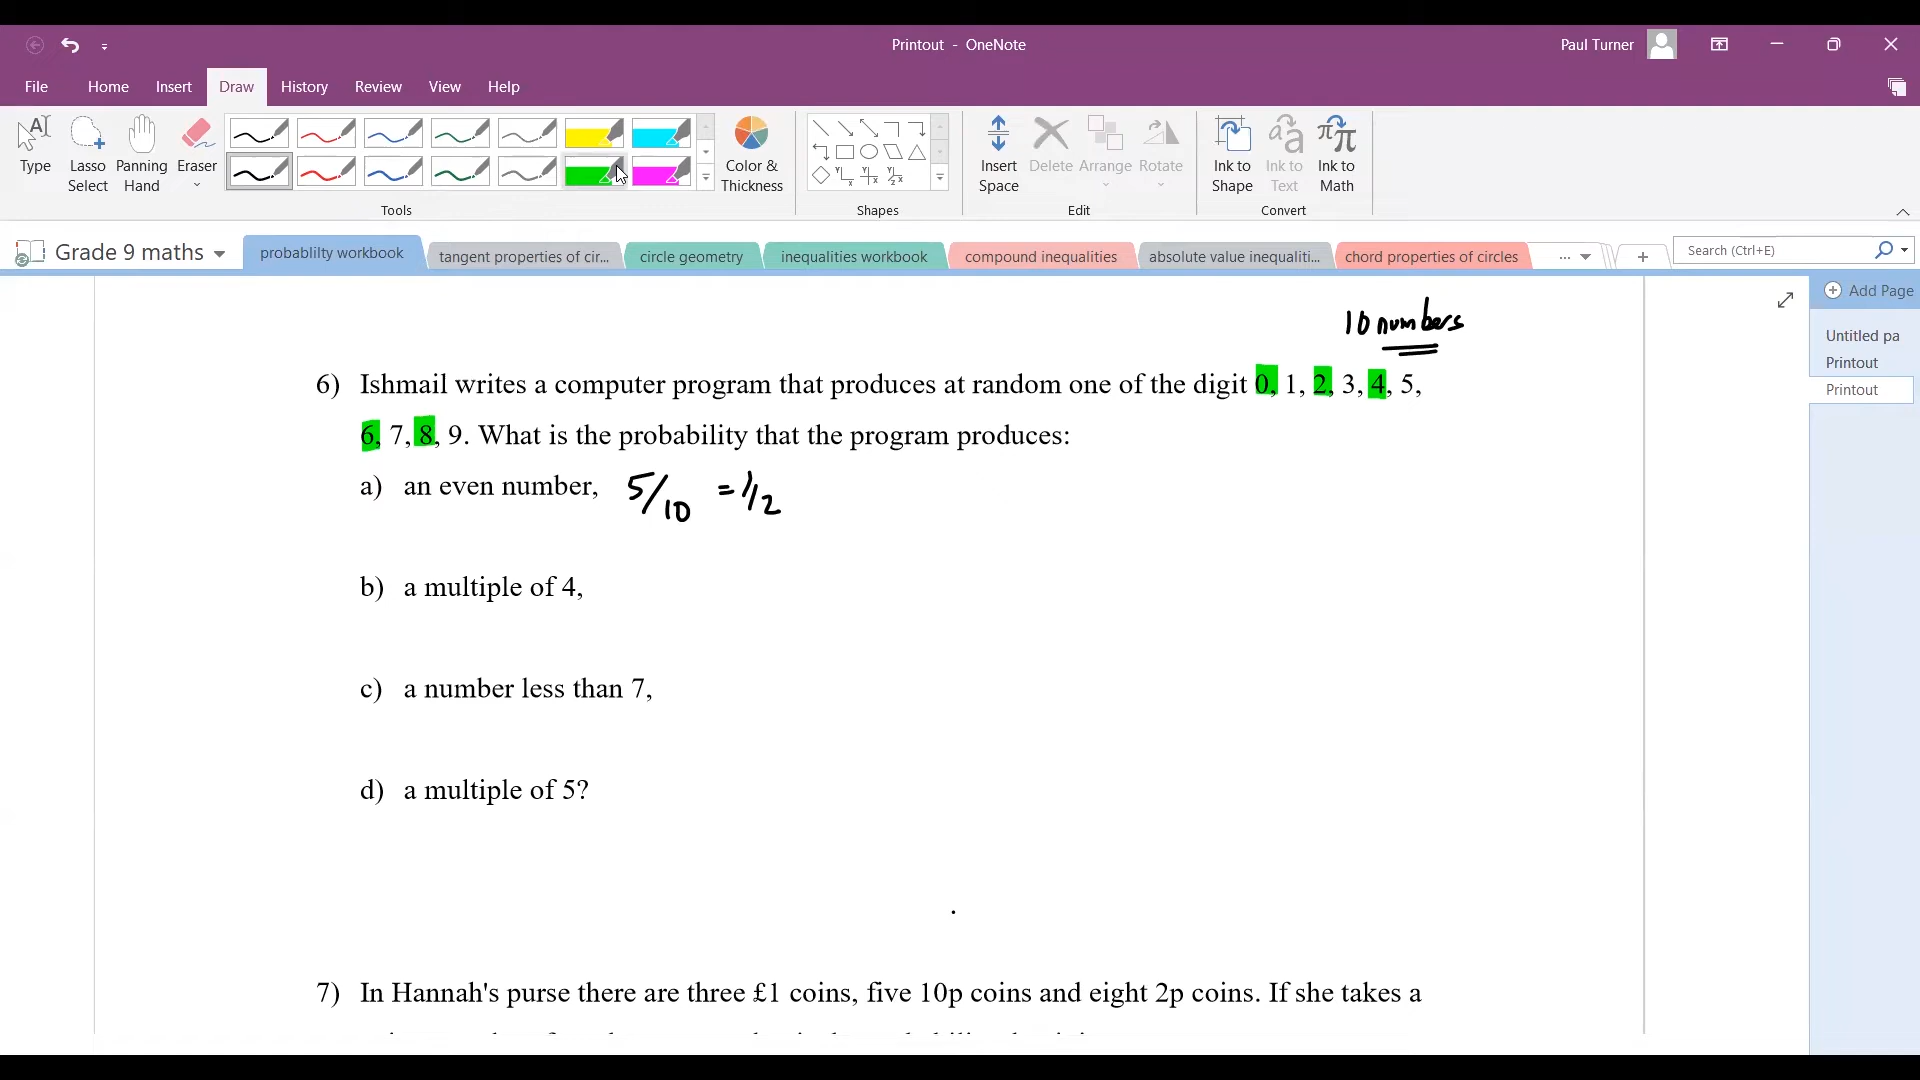 Printout - OneNote
Paul Turner
File Home Insert Draw History Review View Help
Type
Lasso Select
Panning Hand
Eraser
Color & Thickness
Insert Space
Delete
Arrange
Rotate
Ink to Shape
Ink to Text
Ink to Math
Tools Shapes Edit Convert
Grade 9 maths
probablilty workbook
tangent properties of cir...
circle geometry
inequalities workbook
compound inequalities
absolute value inequaliti...
chord properties of circles
...
Search (Ctrl+E)
Add Page
Untitled pa
Printout
Printout
10 numbers
6) Ishmail writes a computer program that produces at random one of the digit 0, 1, 2, 3, 4, 5,
6, 7, 8, 9. What is the probability that the program produces:
a) an even number, 5/10 = 1/2
b) a multiple of 4,
c) a number less than 7,
d) a multiple of 5?
7) In Hannah's purse there are three £1 coins, five 10p coins and eight 2p coins. If she takes a